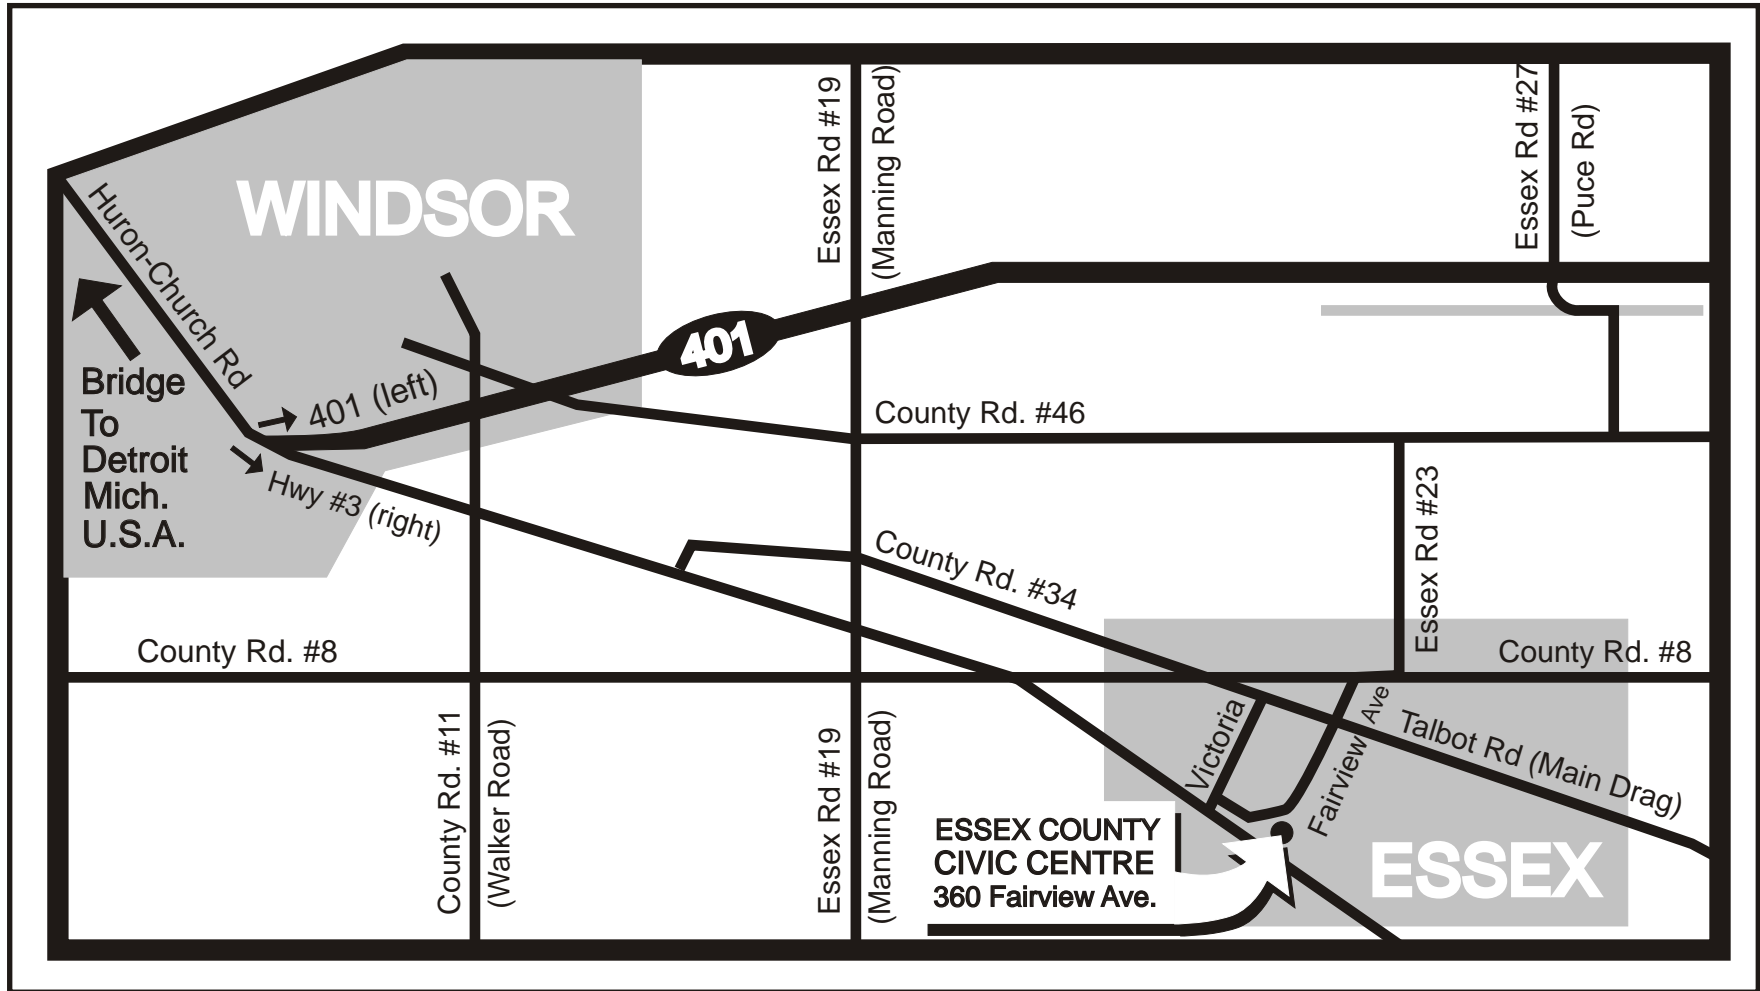 WINDSOR
Huron-Church Rd
Bridge
To
Detroit
Mich.
U.S.A.
401 (left)
Hwy #3 (right)
401
Essex Rd #19
(Manning Road)
Essex Rd #27
(Puce Rd)
County Rd. #46
County Rd. #34
Essex Rd #23
County Rd. #8
County Rd. #8
County Rd. #11
(Walker Road)
Essex Rd #19
(Manning Road)
Victoria
Fairview Ave
Talbot Rd (Main Drag)
ESSEX COUNTY
CIVIC CENTRE
360 Fairview Ave.
ESSEX